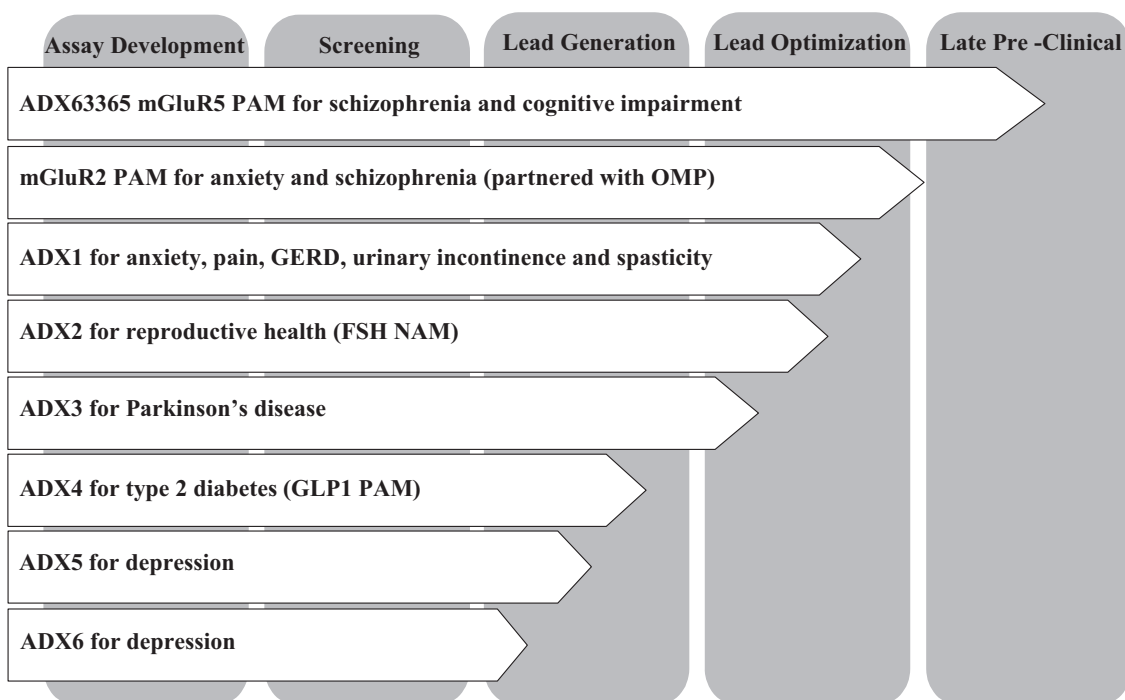 Assay Development Screening Lead Generation Lead Optimization Late Pre -Clinical
ADX63365 mGluR5 PAM for schizophrenia and cognitive impairment
mGluR2 PAM for anxiety and schizophrenia (partnered with OMP)
ADX1 for anxiety, pain, GERD, urinary incontinence and spasticity
ADX2 for reproductive health (FSH NAM)
ADX3 for Parkinson’s disease
ADX4 for type 2 diabetes (GLP1 PAM)
ADX5 for depression
ADX6 for depression